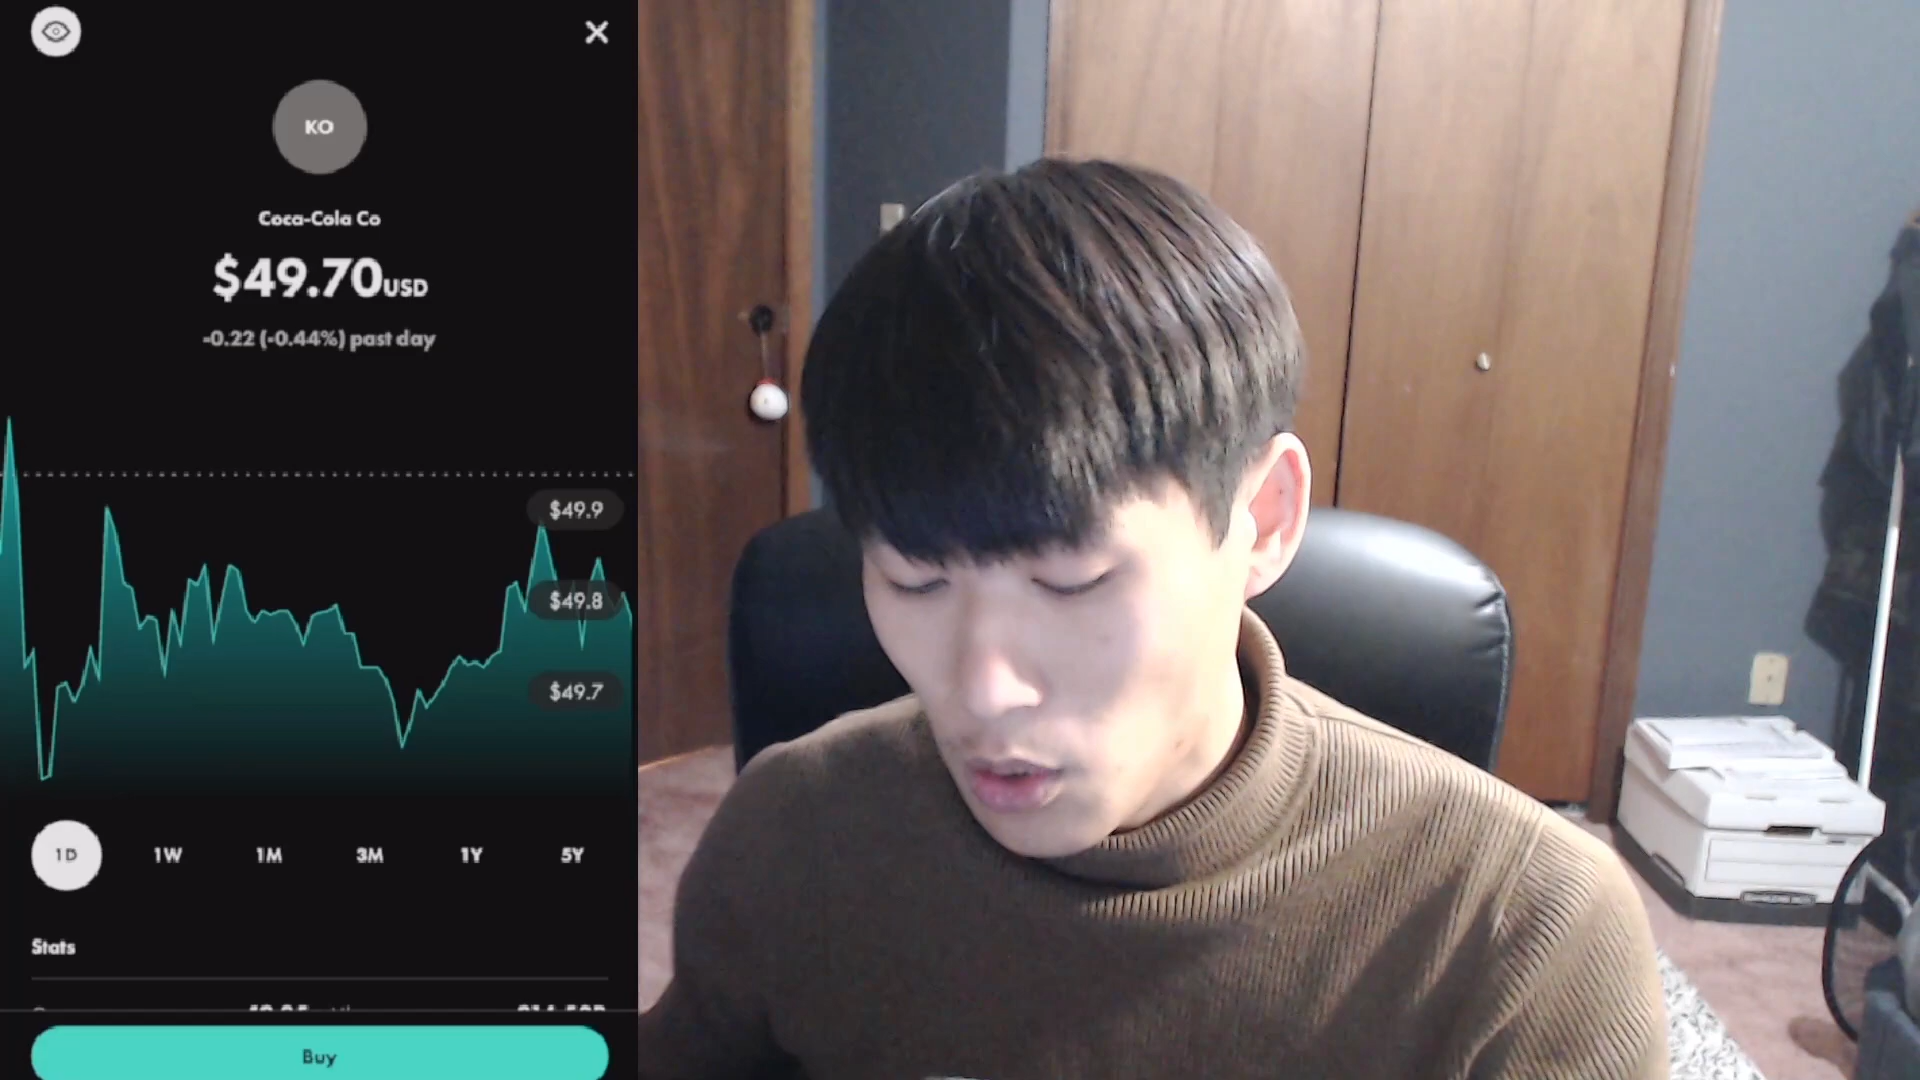 KO
Coca-Cola Co
$49.70USD
-0.22 (-0.44%) past day
$49.9
$49.8
$49.7
1D 1W 1M 3M 1Y 5Y
Stats
Buy